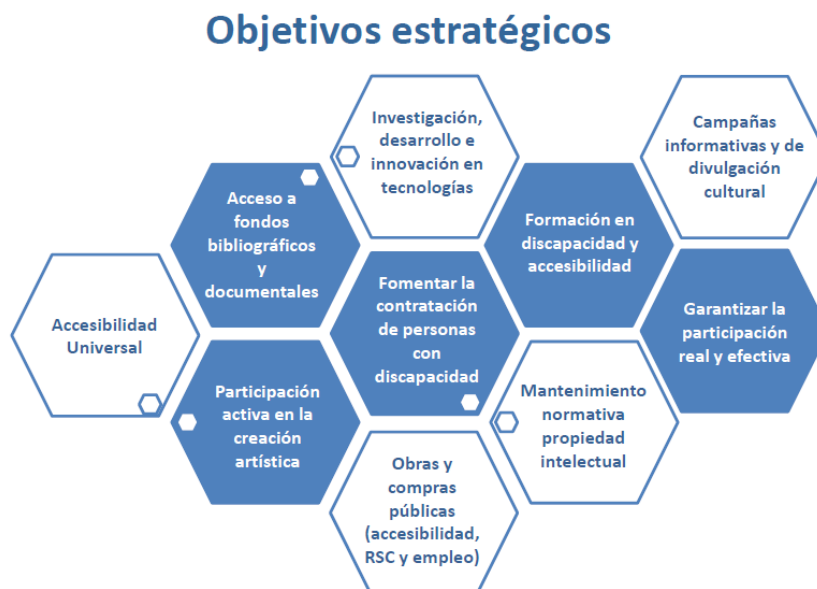 Objetivos estratégicos
Investigación,
desarrollo e
innovación en
tecnologías
Campañas
informativas y de
divulgación
cultural
Acceso a
fondos
bibliográficos
y
documentales
Formación en
discapacidad y
accesibilidad
Accesibilidad
Universal
Fomentar la
contratación
de personas
con
discapacidad
Garantizar la
participación
real y efectiva
Participación
activa en la
creación
artística
Mantenimiento
normativa
propiedad
intelectual
Obras y
compras
públicas
(accesibilidad,
RSC y empleo)